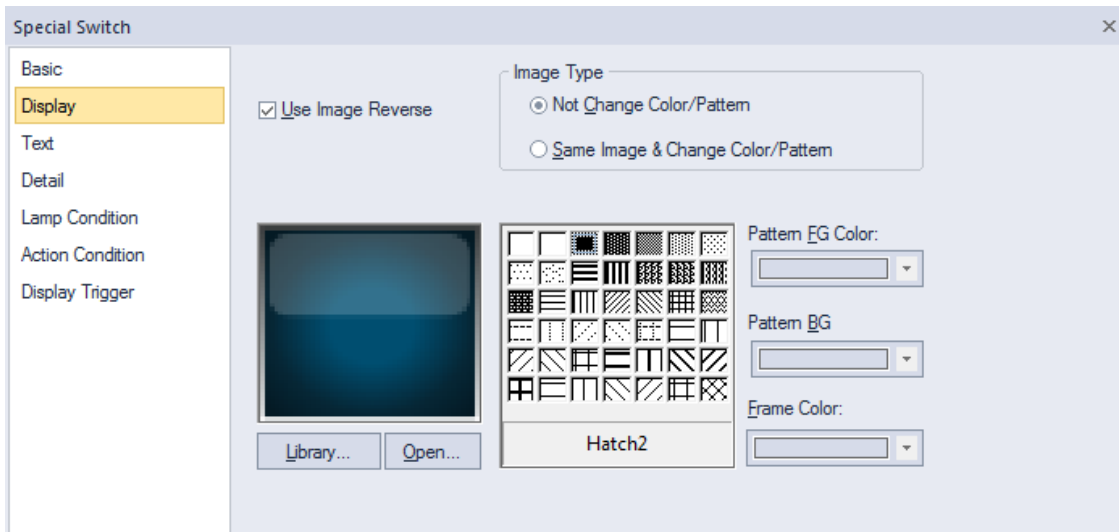 Special Switch
Basic
Display
Text
Detail
Lamp Condition
Action Condition
Display Trigger
Use Image Reverse
Image Type
Not Change Color/Pattern
Same Image & Change Color/Pattern
Library...
Open...
Hatch2
Pattern FG Color:
Pattern BG
Frame Color: